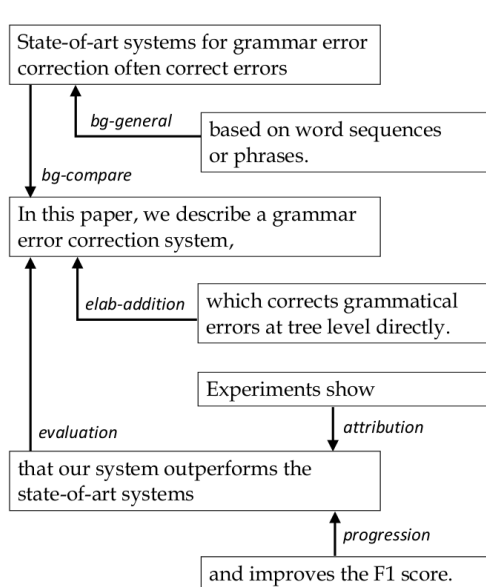 State-of-art systems for grammar error
correction often correct errors
bg-general
based on word sequences
or phrases.
bg-compare
In this paper, we describe a grammar
error correction system,
elab-addition
which corrects grammatical
errors at tree level directly.
Experiments show
evaluation
attribution
that our system outperforms the
state-of-art systems
progression
and improves the F1 score.